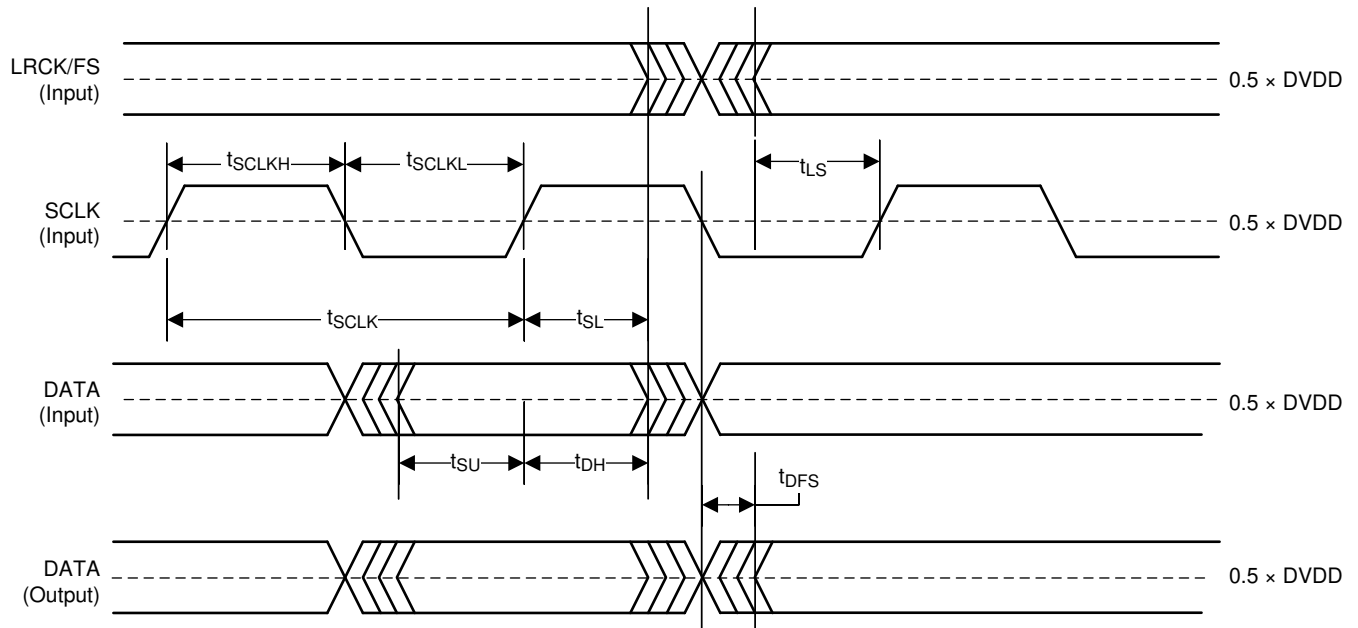 LRCK/FS
(Input)
0.5 × DVDD
tSCLKH
tSCLKL
tLS
SCLK
(Input)
0.5 × DVDD
tSCLK
tSL
DATA
(Input)
0.5 × DVDD
tSU
tDH
tDFS
DATA
(Output)
0.5 × DVDD